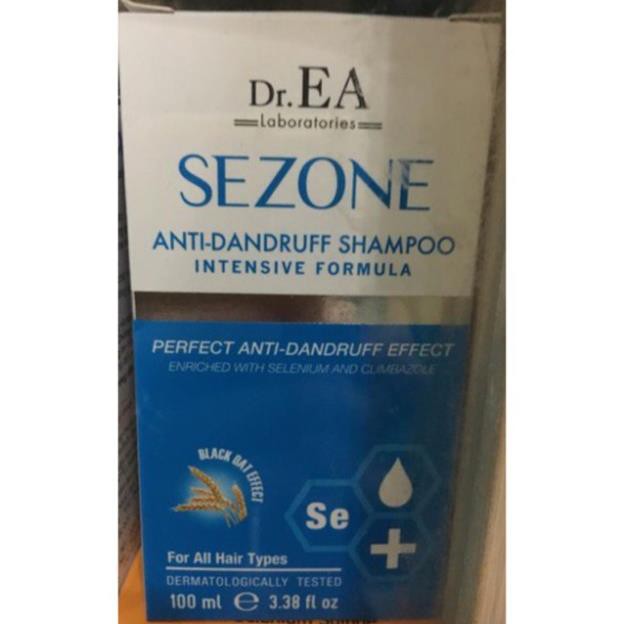 Dr. EA
Laboratories
SEZONE
ANTI-DANDRUFF SHAMPOO
INTENSIVE FORMULA
PERFECT ANTI-DANDRUFF EFFECT
ENRICHED WITH SELENIUM AND CLIMBAZOLE
BLACK OAT EFFECT
Se
For All Hair Types
DERMATOLOGICALLY TESTED
100 ml e 3.38 fl oz